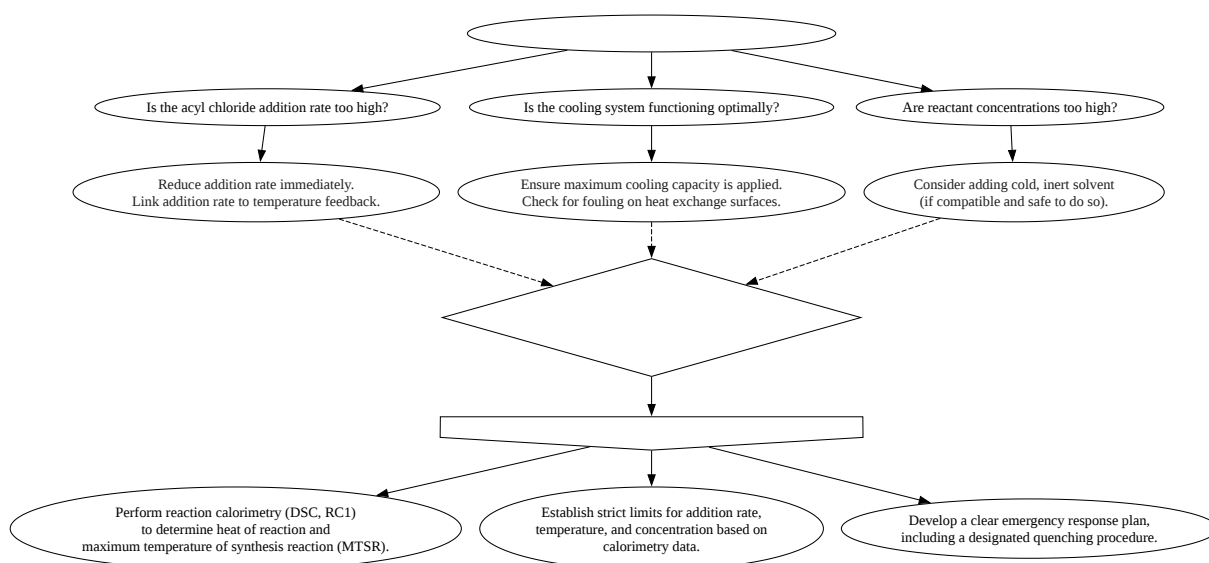 Is the acyl chloride addition rate too high?
Is the cooling system functioning optimally?
Are reactant concentrations too high?
Reduce addition rate immediately.
Link addition rate to temperature feedback.
Ensure maximum cooling capacity is applied.
Check for fouling on heat exchange surfaces.
Consider adding cold, inert solvent
(if compatible and safe to do so).
Perform reaction calorimetry (DSC, RC1)
to determine heat of reaction and
maximum temperature of synthesis reaction (MTSR).
Establish strict limits for addition rate,
temperature, and concentration based on
calorimetry data.
Develop a clear emergency response plan,
including a designated quenching procedure.